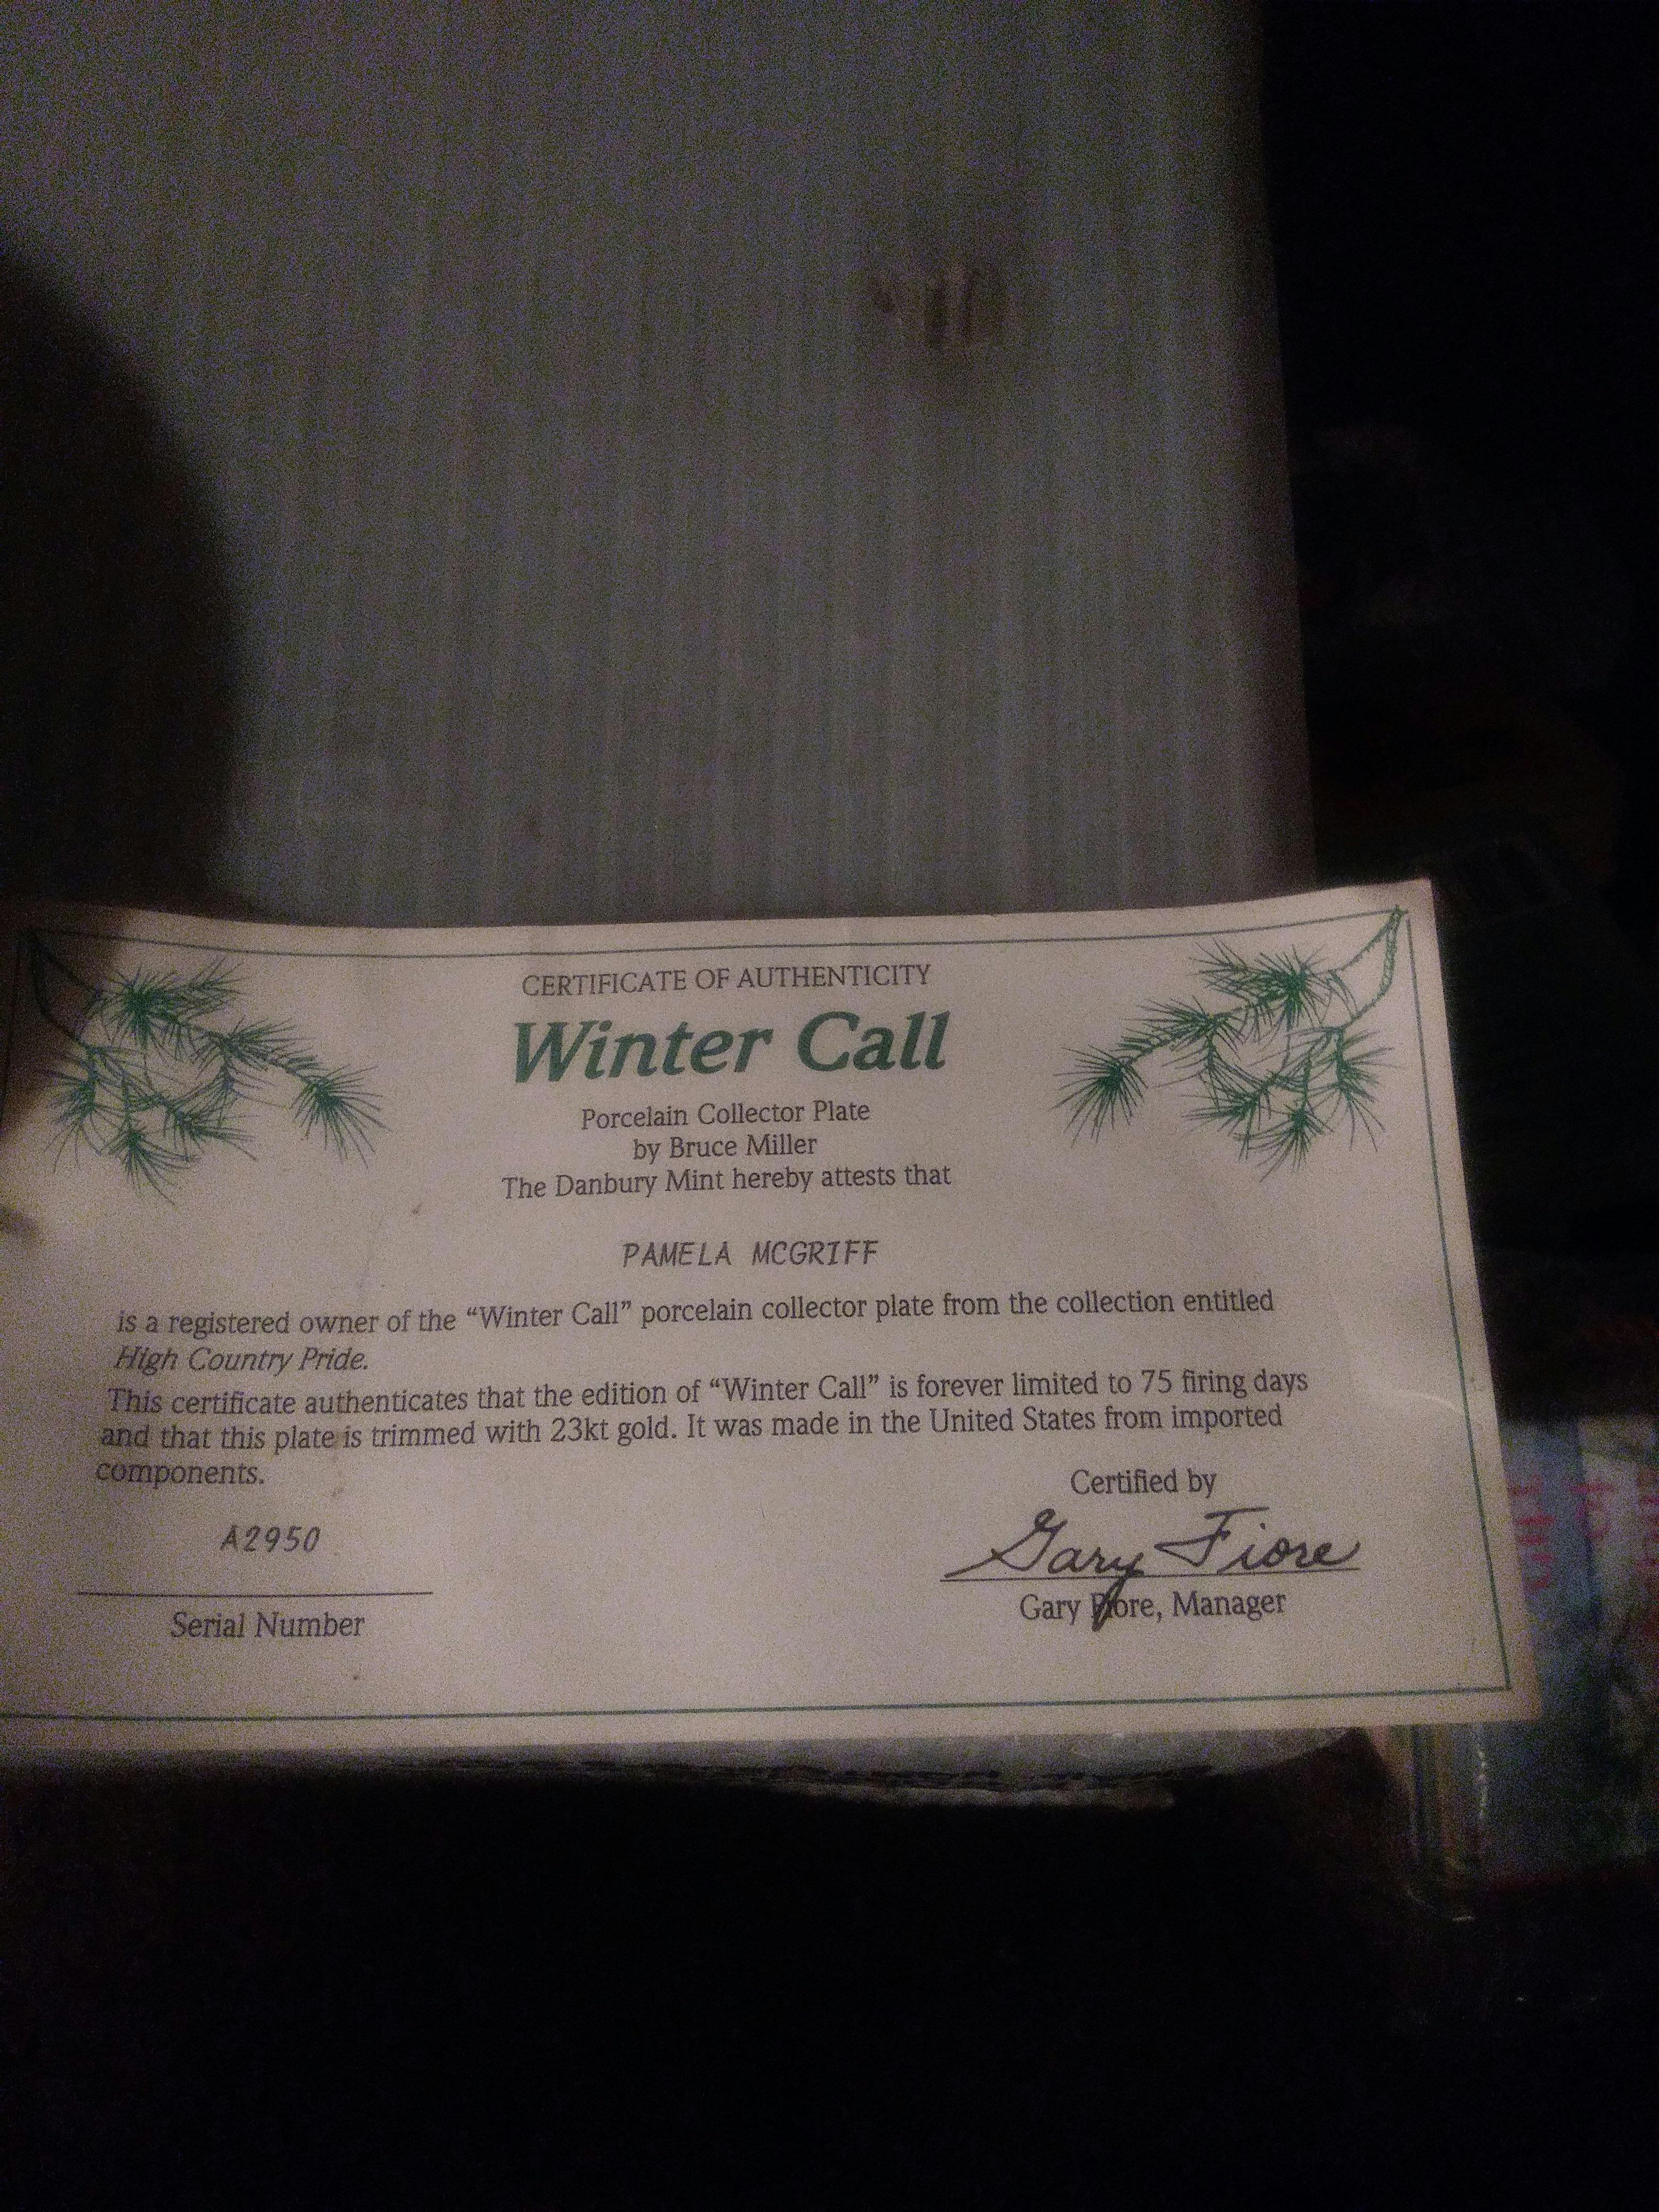 CERTIFICATE OF AUTHENTICITY
Winter Call
Porcelain Collector Plate
by Bruce Miller
The Danbury Mint hereby attests that
PAMELA MCGRIFF
is a registered owner of the “Winter Call” porcelain collector plate from the collection entitled
High Country Pride.
This certificate authenticates that the edition of “Winter Call” is forever limited to 75 firing days
and that this plate is trimmed with 23kt gold. It was made in the United States from imported
components.
Certified by
A2950
Gary Fiore
Serial Number
Gary Fiore, Manager